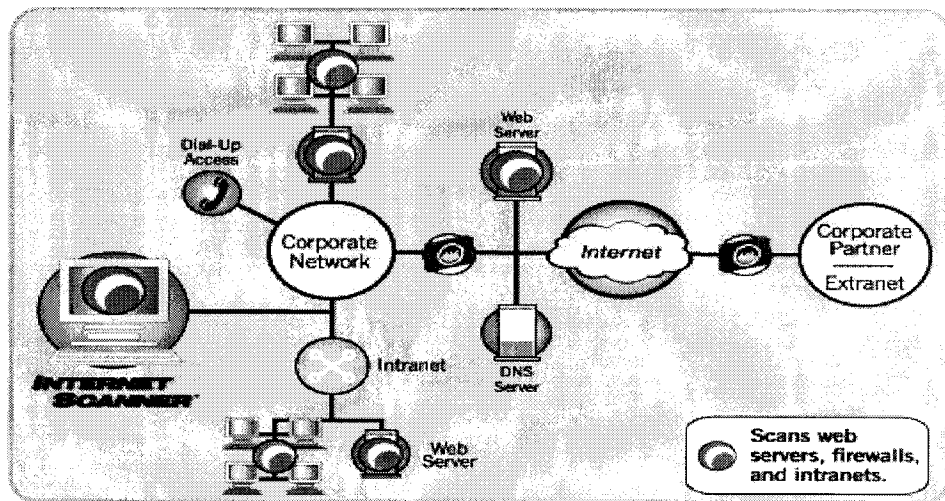 Web
Server
Dial-Up
Access
Corporate
Network
Internet
Corporate
Partner
Extranet
INTERNET
SCANNER™
Intranet
DNS
Server
Web
Server
Scans web
servers, firewalls,
and intranets.